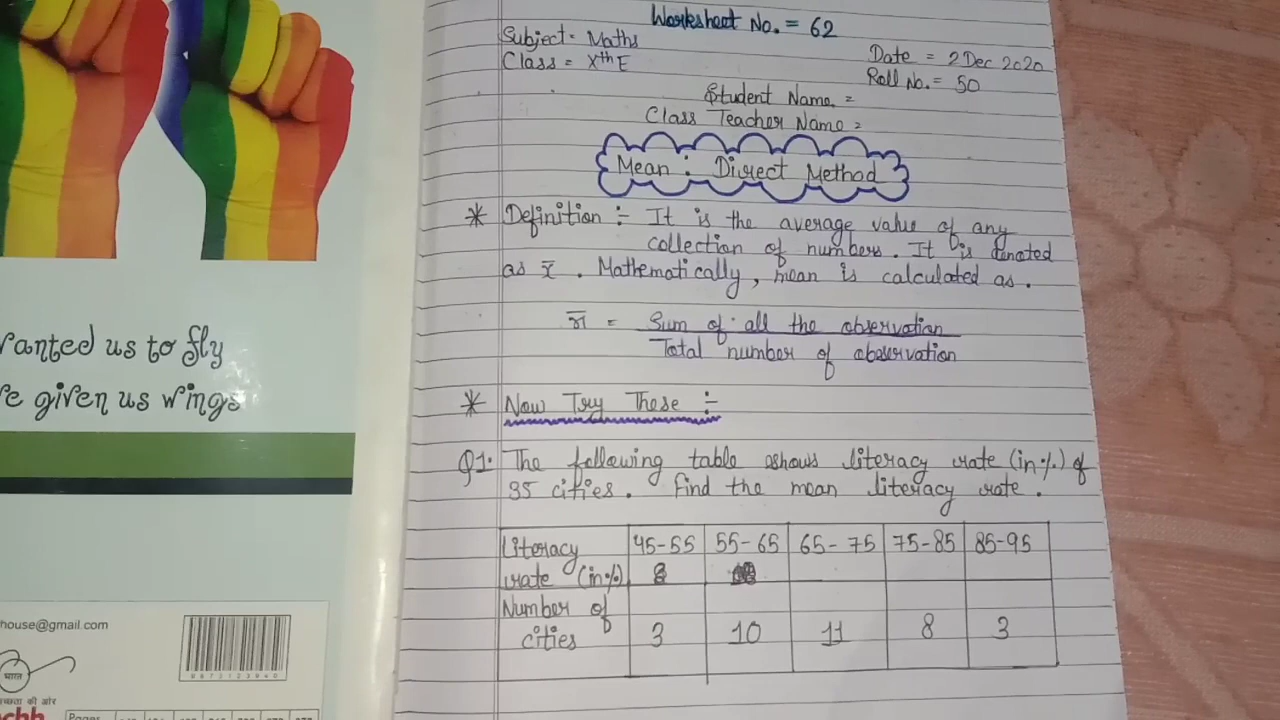 Worksheet No. = 62
Subject = Maths
Date = 2 Dec 2020
Class = XthE
Roll No. = 50
Student Name =
Class Teacher Name =
Mean : Direct Method
* Definition :- It is the average value of any
collection of numbers. It is denoted
as x̄ . Mathematically, mean is calculated as.
x̄ = Sum of all the observation
Total number of observation
* Now Try These :-
Q1. The following table shows literacy rate (in %) of
35 cities. Find the mean literacy rate.
Literacy rate (in %) 45-55 55-65 65-75 75-85 85-95
Number of cities 3 10 11 8 3
wanted us to fly
given us wings
house@gmail.com
भारत
की ओर
Pages